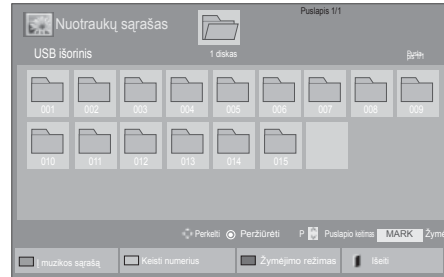 Puslapis 1/1
Nuotraukų sąrašas
USB išorinis
1 diskas
001 002 003 004 005 006 007 008 009
010 011 012 013 014 015
Perkelti Peržiūrėti P Puslapio keitimas MARK Žymė
Į muzikos sąrašą Keisti numerius Žymėjimo režimas Išeiti